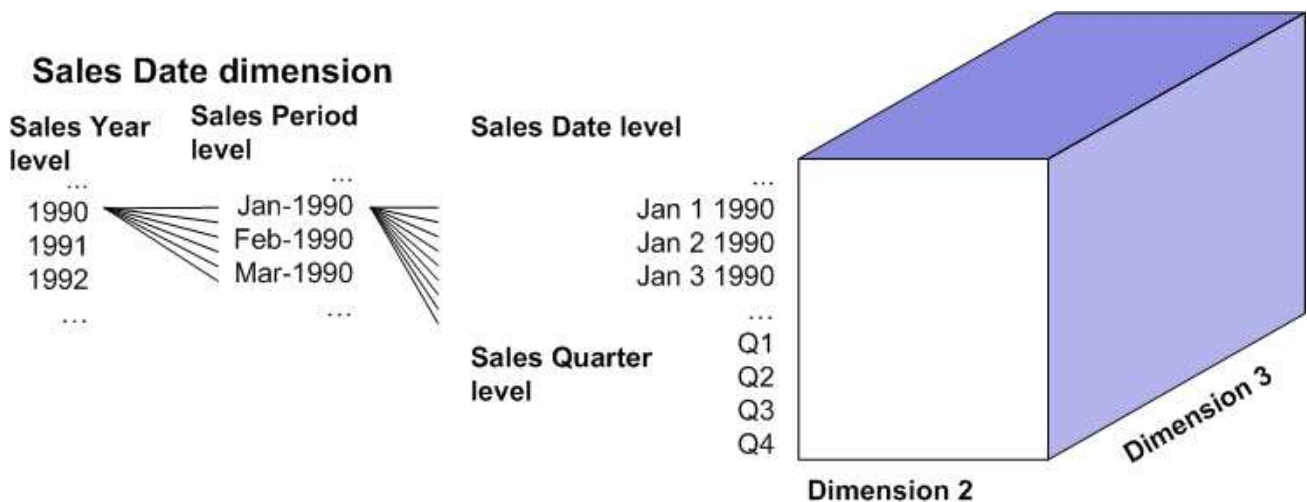 Sales Date dimension
Sales Year
level
...
1990
1991
1992
...
Sales Period
level
...
Jan-1990
Feb-1990
Mar-1990
...
Sales Date level
...
Jan 1 1990
Jan 2 1990
Jan 3 1990
...
Sales Quarter
level
Q1
Q2
Q3
Q4
Dimension 2
Dimension 3